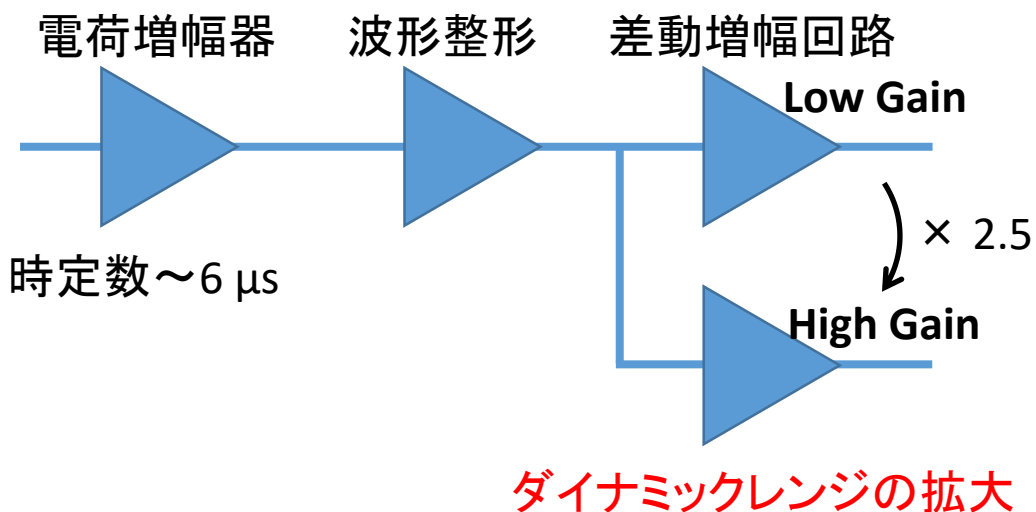 電荷増幅器
波形整形
差動増幅回路
Low Gain
× 2.5
時定数～6 μs
High Gain
ダイナミックレンジの拡大